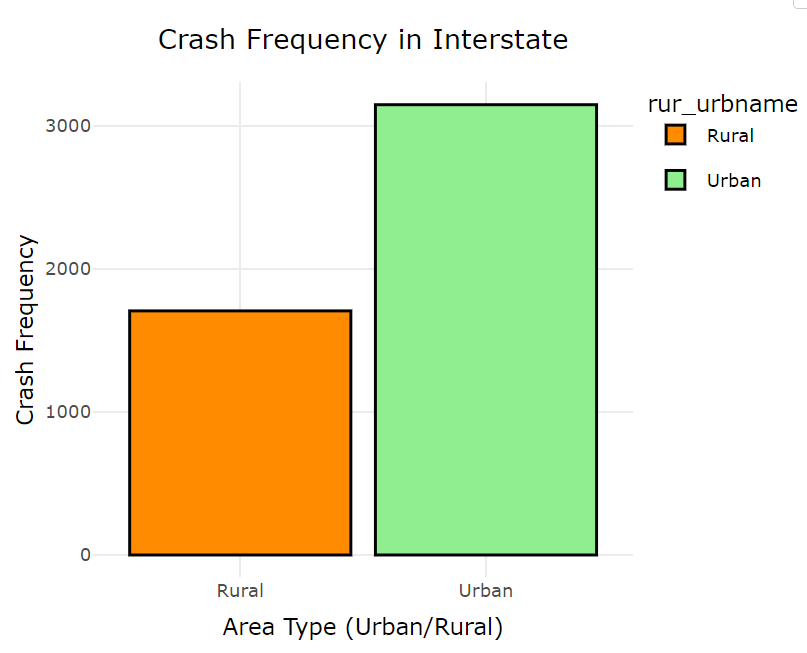 Crash Frequency in Interstate
rur_urbname
Rural
Urban
3000
2000
1000
0
Crash Frequency
Rural
Urban
Area Type (Urban/Rural)